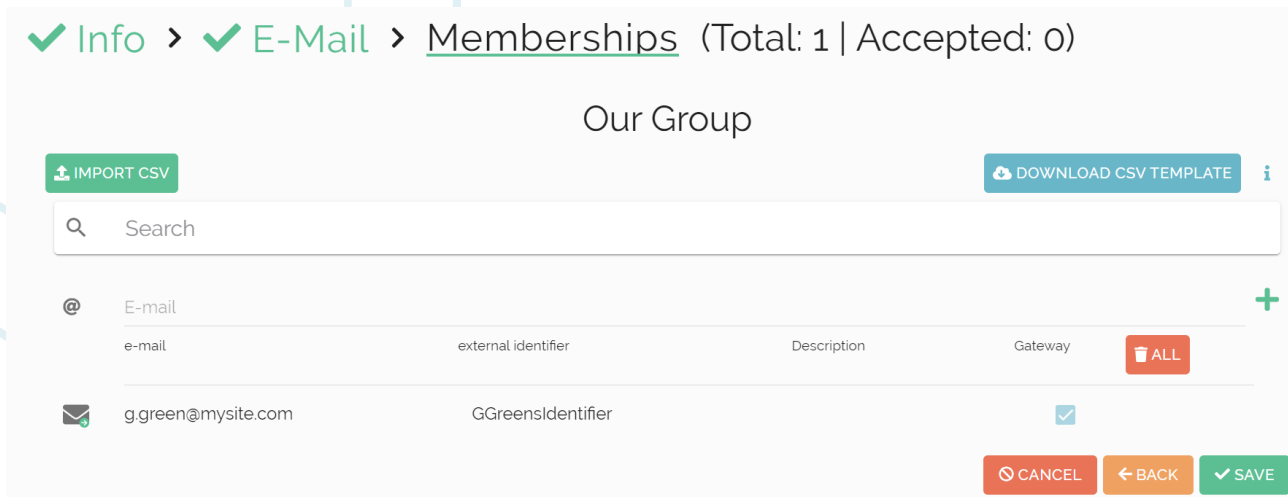 Info > E-Mail > Memberships (Total: 1 | Accepted: 0)
Our Group
IMPORT CSV DOWNLOAD CSV TEMPLATE i
Search
@ E-mail
e-mail external identifier Description Gateway ALL
g.green@mysite.com GGreensIdentifier
CANCEL BACK SAVE